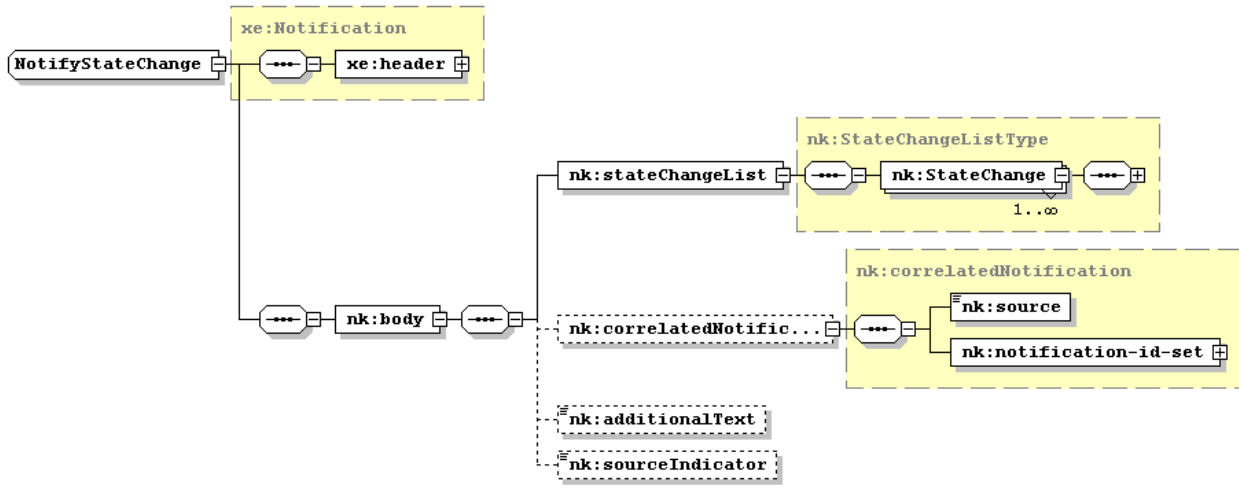 xe:Notification
NotifyStateChange
xe:header
nk:StateChangeListType
nk:stateChangeList
nk:StateChange
1..∞
nk:correlatedNotification
nk:source
nk:correlatedNotific...
nk:notification-id-set
nk:body
nk:additionalText
nk:sourceIndicator